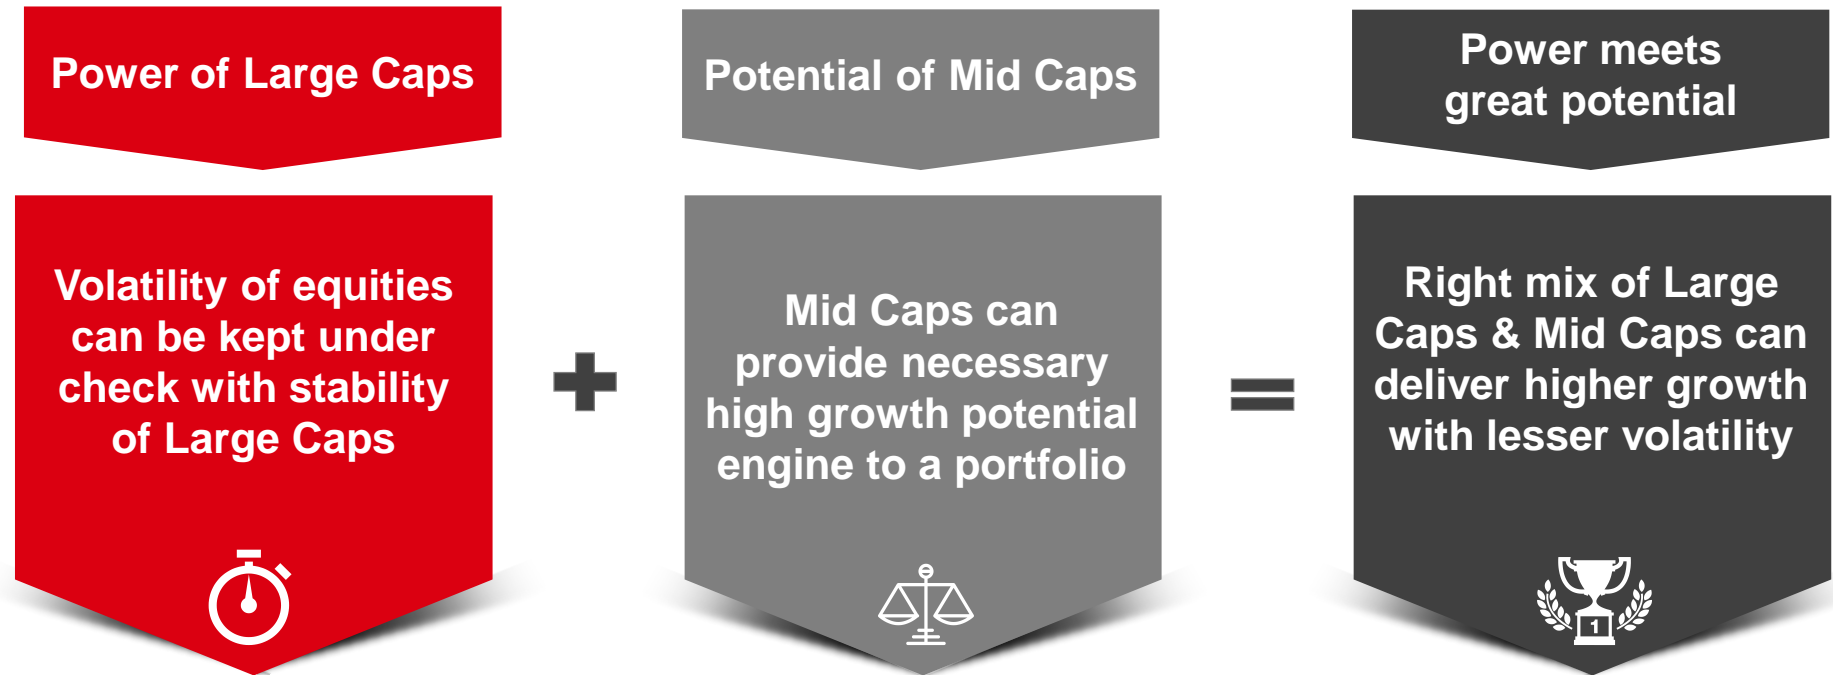 Power of Large Caps
Volatility of equities
can be kept under
check with stability
of Large Caps
Potential of Mid Caps
Mid Caps can
provide necessary
high growth potential
engine to a portfolio
Power meets
great potential
Right mix of Large
Caps & Mid Caps can
deliver higher growth
with lesser volatility
1